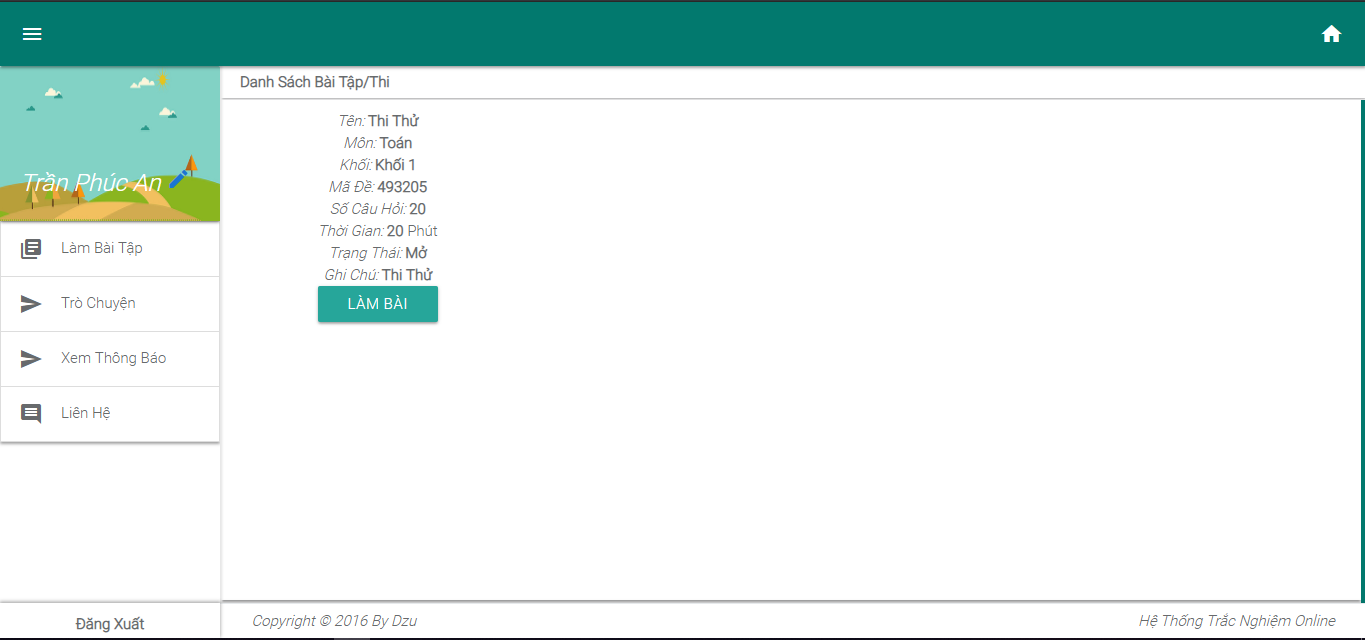 Danh Sách Bài Tập/Thi
Trần Phúc An
Làm Bài Tập
Trò Chuyện
Xem Thông Báo
Liên Hệ
Đăng Xuất
Tên: Thi Thử
Môn: Toán
Khối: Khối 1
Mã Đề: 493205
Số Câu Hỏi: 20
Thời Gian: 20 Phút
Trạng Thái: Mở
Ghi Chú: Thi Thử
LÀM BÀI
Copyright © 2016 By Dzu
Hệ Thống Trắc Nghiệm Online